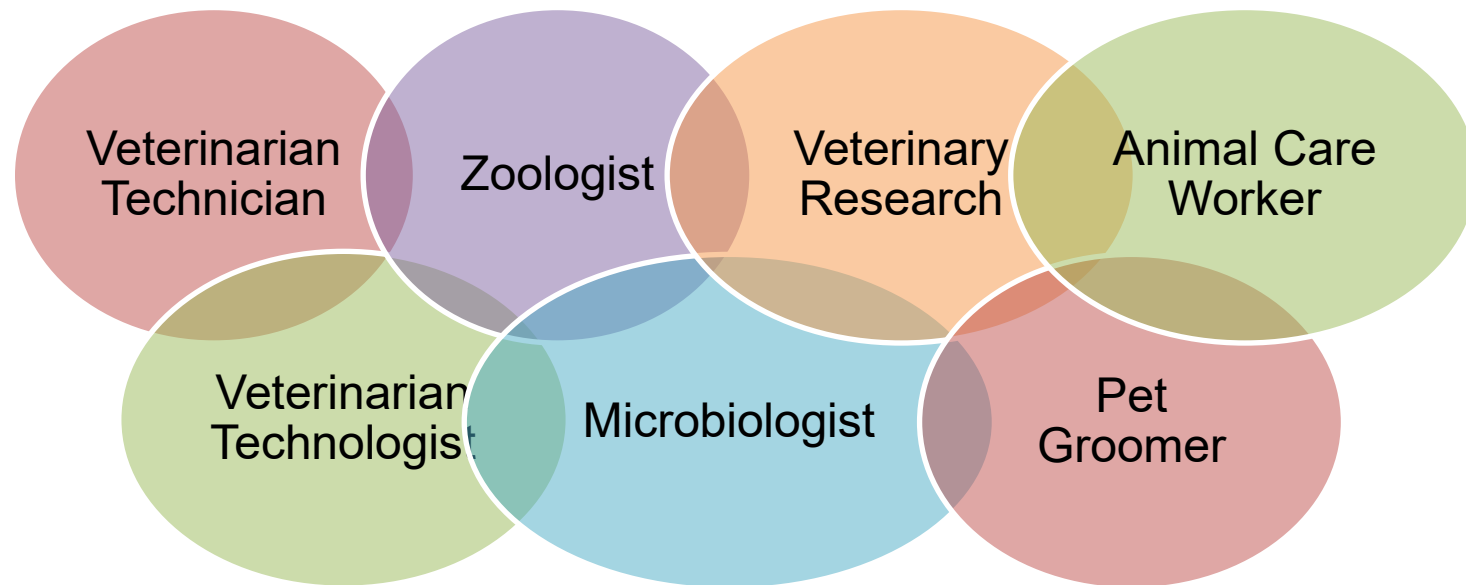 Veterinarian
Technician
Zoologist
Veterinary
Research
Animal Care
Worker
Veterinarian
Technologist
Microbiologist
Pet
Groomer